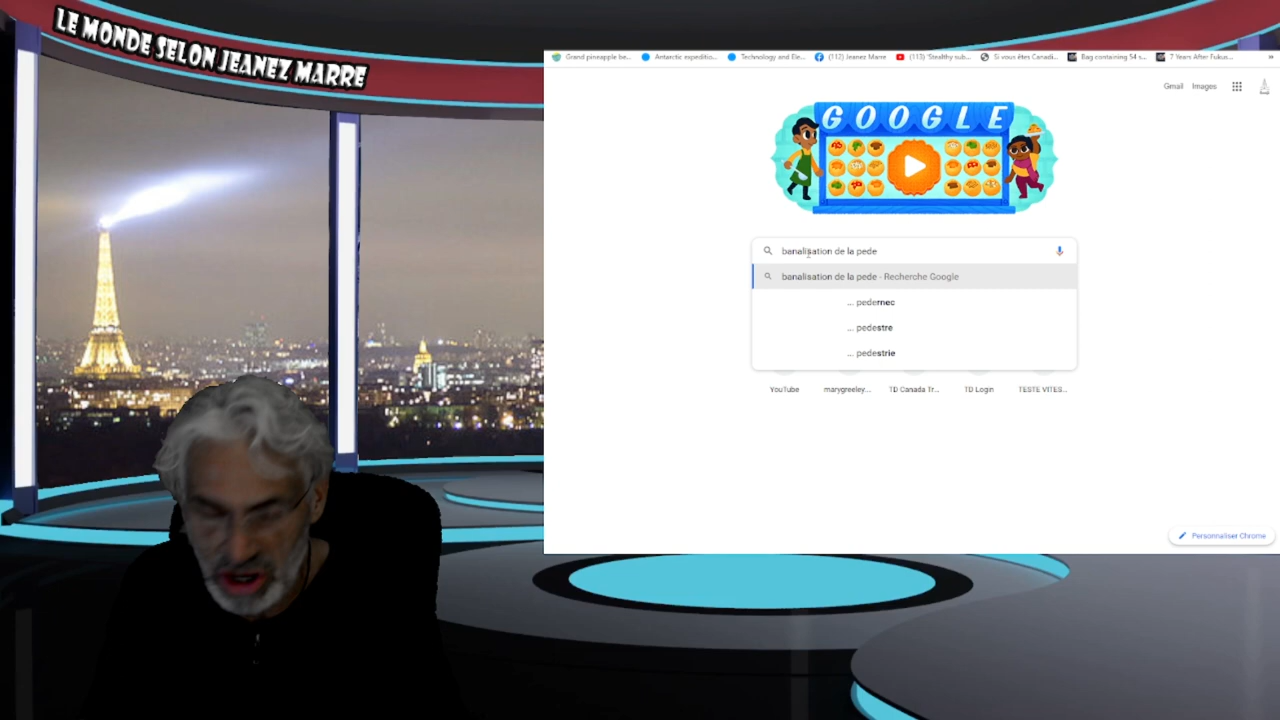 LE MONDE SELON JEANEZ MARRE
Grand pineapple be... Antarctic expeditio... Technology and Ele... (112) Jeanez Marre (113) "Stealthy sub... Si vous êtes Canadi... Bag containing 54 s... 7 Years After Fukus... »
Gmail Images
GOOGLE
banalisation de la pede
banalisation de la pede - Recherche Google
... pedernec
... pedestre
... pedestrie
YouTube marygreeley... TD Canada Tr... TD Login TESTE VITES...
Personnaliser Chrome